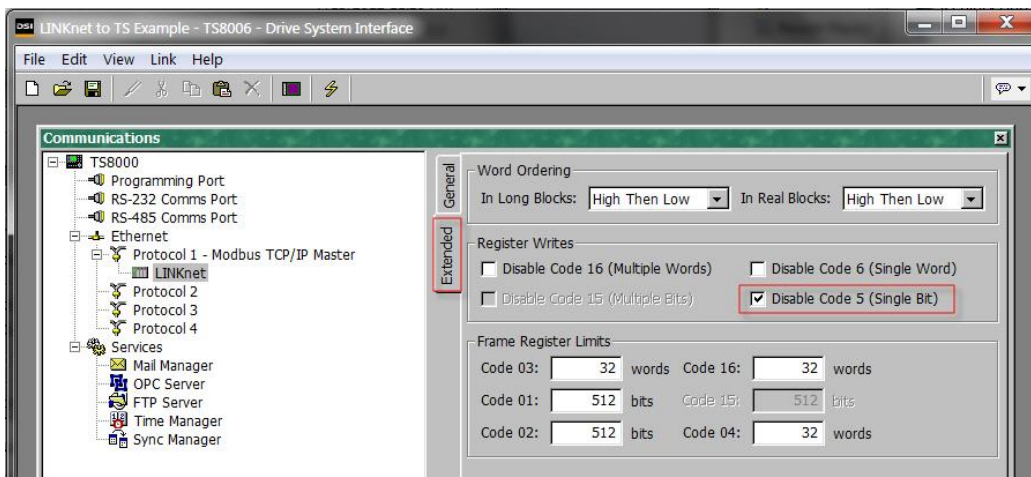 DSI LINKnet to TS Example - TS8006 - Drive System Interface
File Edit View Link Help
Communications
TS8000
Programming Port
RS-232 Comms Port
RS-485 Comms Port
Ethernet
Protocol 1 - Modbus TCP/IP Master
LINKnet
Protocol 2
Protocol 3
Protocol 4
Services
Mail Manager
OPC Server
FTP Server
Time Manager
Sync Manager
General
Extended
Word Ordering
In Long Blocks: High Then Low In Real Blocks: High Then Low
Register Writes
Disable Code 16 (Multiple Words) Disable Code 6 (Single Word)
Disable Code 15 (Multiple Bits) Disable Code 5 (Single Bit)
Frame Register Limits
Code 03: 32 words Code 16: 32 words
Code 01: 512 bits Code 15: 512 bits
Code 02: 512 bits Code 04: 32 words